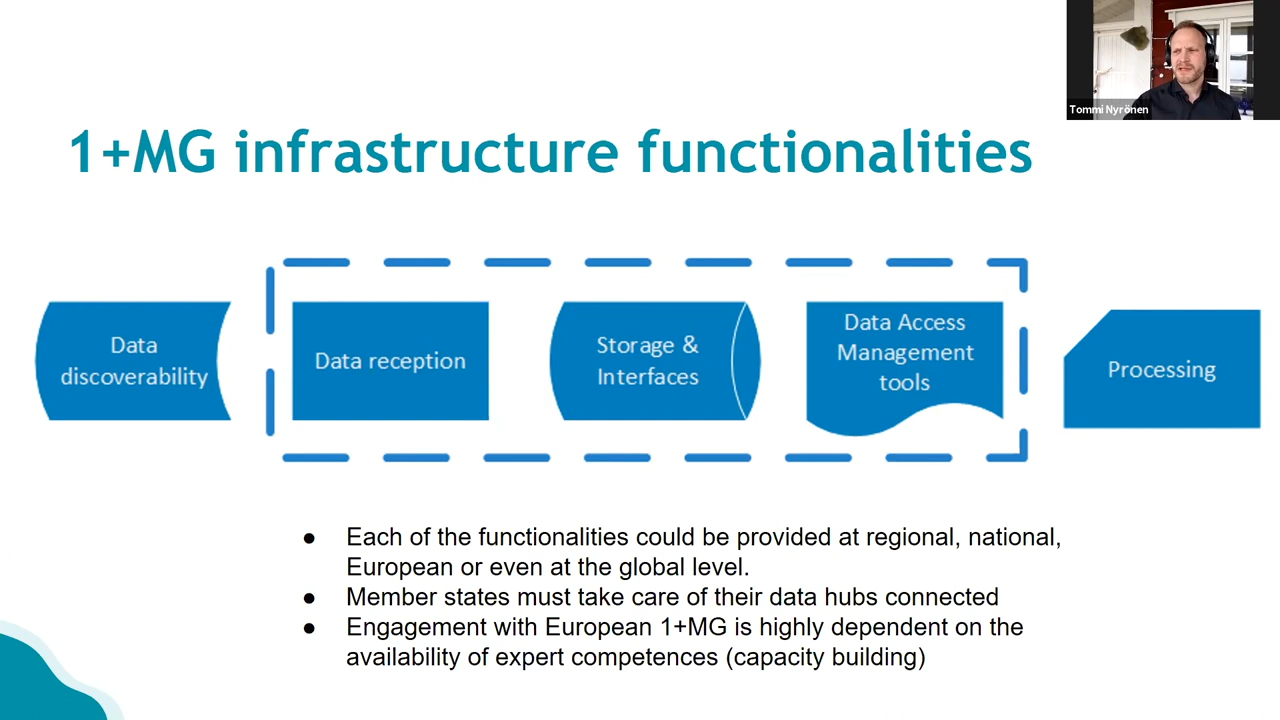 Tommi Nyrönen
1+MG infrastructure functionalities
Data
discoverability
Data reception
Storage &
Interfaces
Data Access
Management
tools
Processing
● Each of the functionalities could be provided at regional, national,
European or even at the global level.
● Member states must take care of their data hubs connected
● Engagement with European 1+MG is highly dependent on the
availability of expert competences (capacity building)